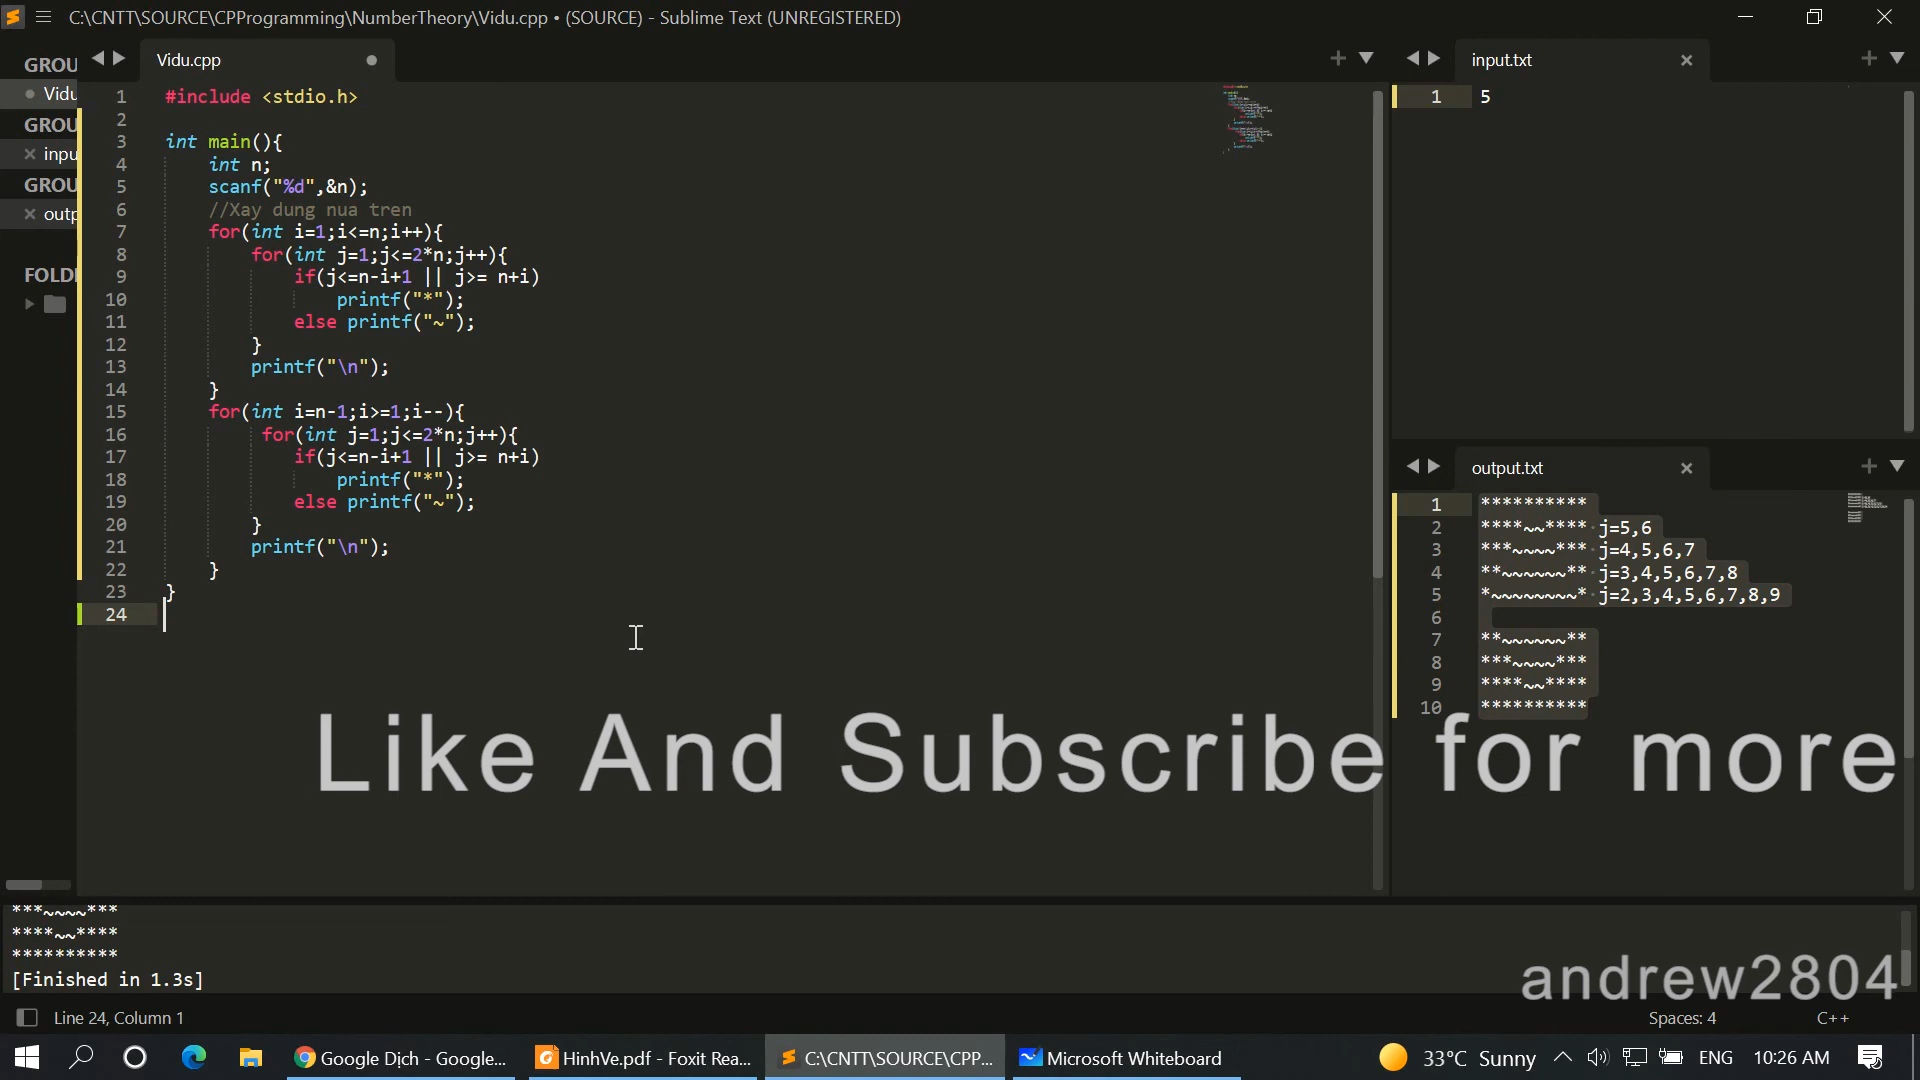 C:\CNTT\SOURCE\CPProgramming\NumberTheory\Vidu.cpp • (SOURCE) - Sublime Text (UNREGISTERED)
GROU
Vidu
GROU
inpu
GROU
outp
FOLDI
Vidu.cpp
1 #include <stdio.h>
2
3 int main(){
4 int n;
5 scanf("%d",&n);
6 //Xay dung nua tren
7 for(int i=1;i<=n;i++){
8 for(int j=1;j<=2*n;j++){
9 if(j<=n-i+1 || j>= n+i)
10 printf("*");
11 else printf("~");
12 }
13 printf("\n");
14 }
15 for(int i=n-1;i>=1;i--){
16 for(int j=1;j<=2*n;j++){
17 if(j<=n-i+1 || j>= n+i)
18 printf("*");
19 else printf("~");
20 }
21 printf("\n");
22 }
23 }
24
input.txt
1 5
output.txt
1 **********
2 ****~~**** j=5,6
3 ***~~~~*** j=4,5,6,7
4 **~~~~~~** j=3,4,5,6,7,8
5 *~~~~~~~~* j=2,3,4,5,6,7,8,9
6
7 **~~~~~~**
8 ***~~~~***
9 ****~~****
10 **********
Like And Subscribe for more
***~~~~***
****~~****
**********
[Finished in 1.3s]
andrew2804
Line 24, Column 1
Spaces: 4
C++
Google Dịch - Google...
HinhVe.pdf - Foxit Rea...
C:\CNTT\SOURCE\CPP...
Microsoft Whiteboard
33°C Sunny
ENG
10:26 AM